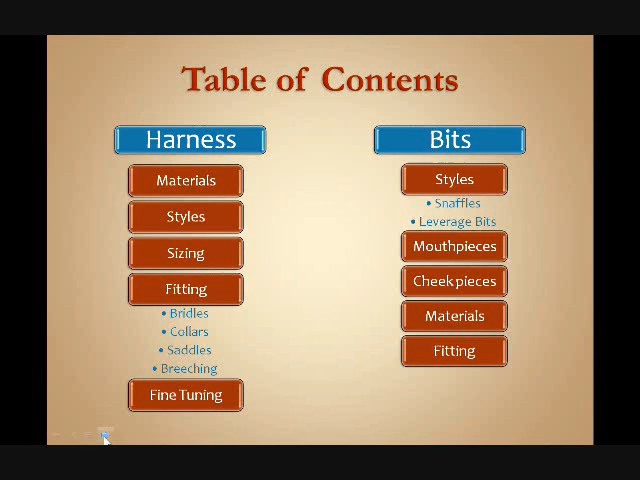 Table of Contents
Harness
Materials
Styles
Sizing
Fitting
• Bridles
• Collars
• Saddles
• Breeching
Fine Tuning
Bits
Styles
• Snaffles
• Leverage Bits
Mouthpieces
Cheek pieces
Materials
Fitting